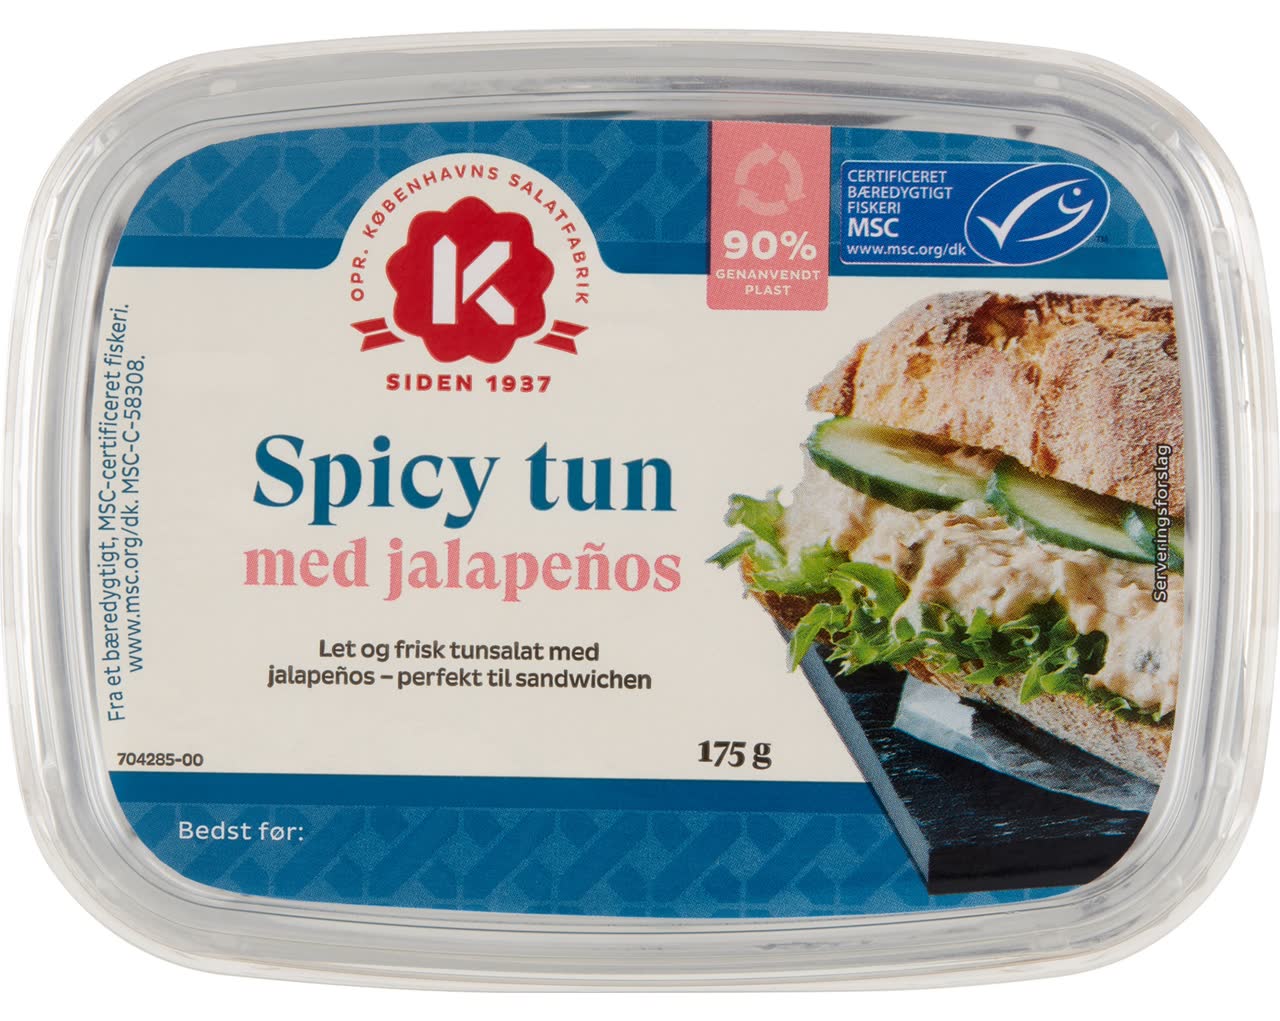 OPR. KØBENHAVNS SALATFABRIK
K
SIDEN 1937
90%
GENANVENDT
PLAST
CERTIFICERET
BÆREDYGTIGT
FISKERI
MSC
www.msc.org/dk
TM
Fra et bæredygtigt, MSC-certificeret fiskeri.
www.msc.org/dk. MSC-C-58308.
Spicy tun
med jalapeños
Let og frisk tunsalat med
jalapeños – perfekt til sandwichen
Serveringsforslag
704285-00
175 g
Bedst før: